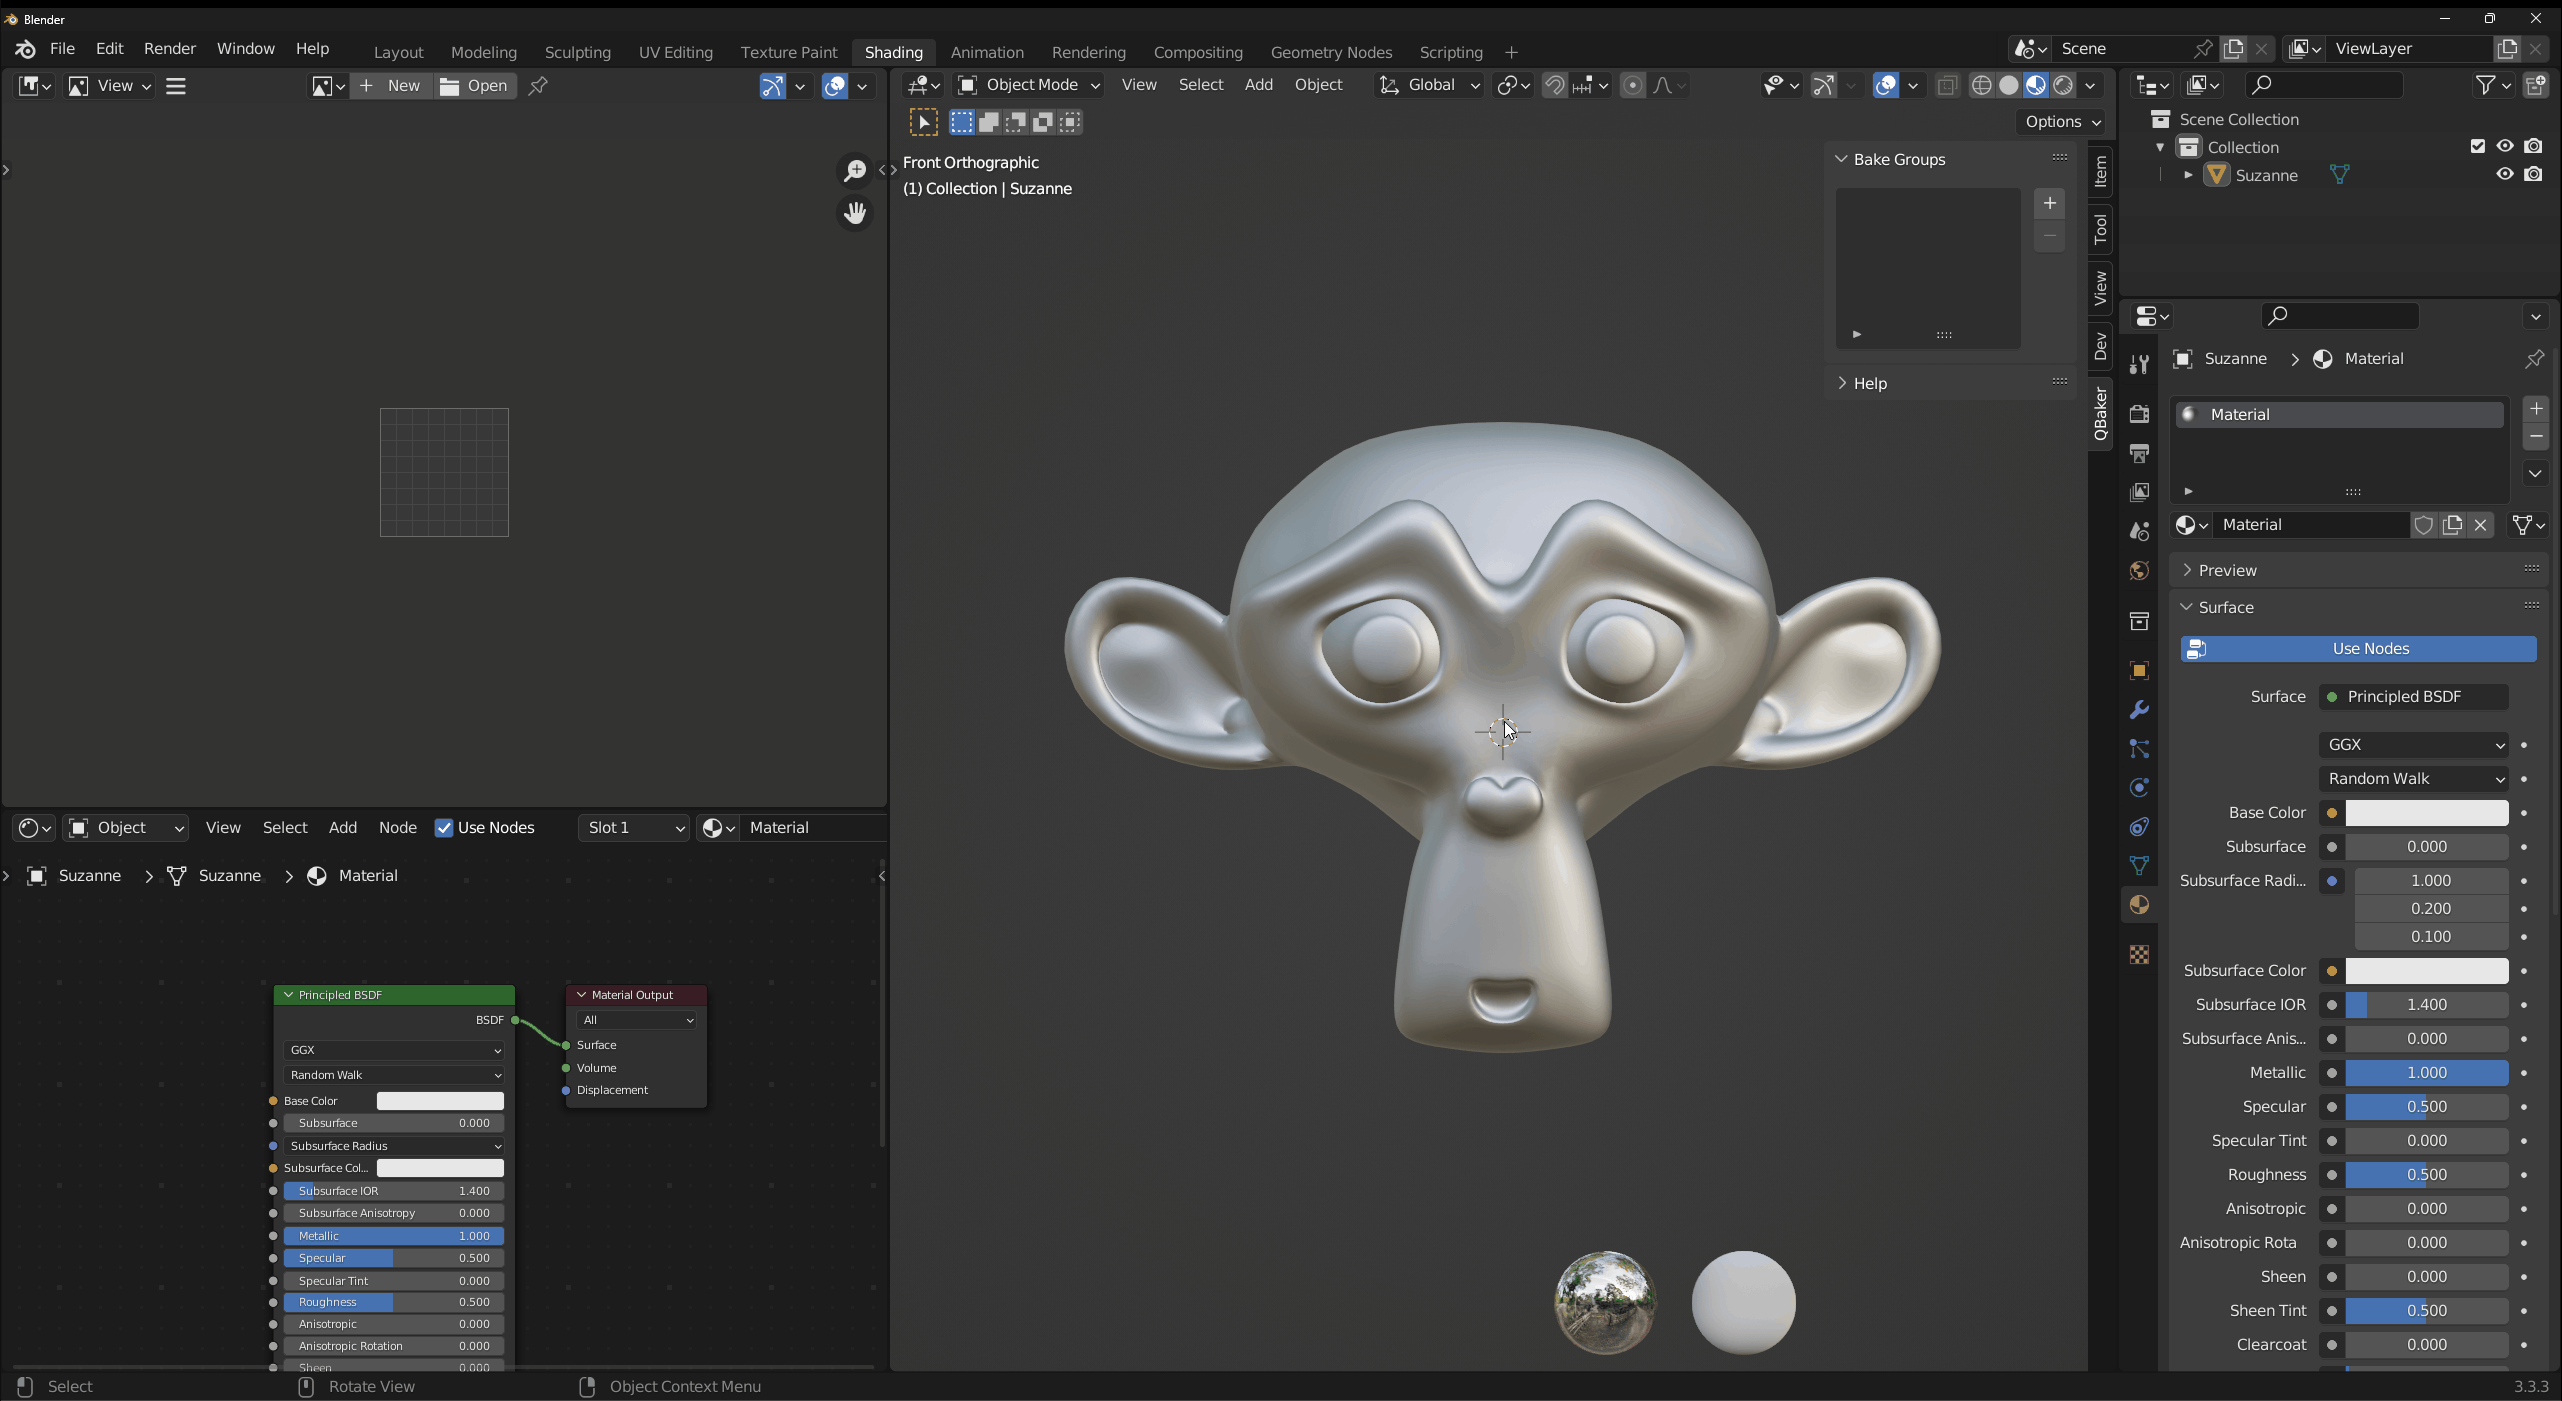 Blender
File Edit Render Window Help Layout Modeling Sculpting UV Editing Texture Paint Shading Animation Rendering Compositing Geometry Nodes Scripting + Scene ViewLayer
View + New Open
Object Mode View Select Add Object Global
Options
Front Orthographic
(1) Collection | Suzanne
Bake Groups
+
Help
Item
Tool
View
Dev
QBaker
Scene Collection
Collection
Suzanne
Suzanne > Material
Material
Material
Preview
Surface
Use Nodes
Surface Principled BSDF
GGX
Random Walk
Base Color
Subsurface 0.000
Subsurface Radi... 1.000
0.200
0.100
Subsurface Color
Subsurface IOR 1.400
Subsurface Anis... 0.000
Metallic 1.000
Specular 0.500
Specular Tint 0.000
Roughness 0.500
Anisotropic 0.000
Anisotropic Rota 0.000
Sheen 0.000
Sheen Tint 0.500
Clearcoat 0.000
Object View Select Add Node Use Nodes Slot 1 Material
Suzanne > Suzanne > Material
Principled BSDF
BSDF
GGX
Random Walk
Base Color
Subsurface 0.000
Subsurface Radius
Subsurface Col...
Subsurface IOR 1.400
Subsurface Anisotropy 0.000
Metallic 1.000
Specular 0.500
Specular Tint 0.000
Roughness 0.500
Anisotropic 0.000
Anisotropic Rotation 0.000
Sheen 0.000
Material Output
All
Surface
Volume
Displacement
Select Rotate View Object Context Menu 3.3.3